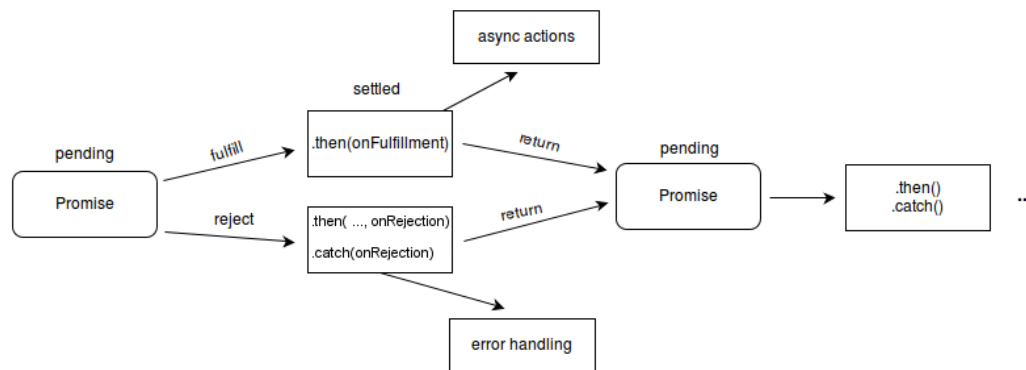 async actions
settled
.then(onFulfillment)
return
pending
fulfill
pending
Promise
Promise
.then()
.catch()
...
reject
.then( ..., onRejection)
.catch(onRejection)
return
error handling